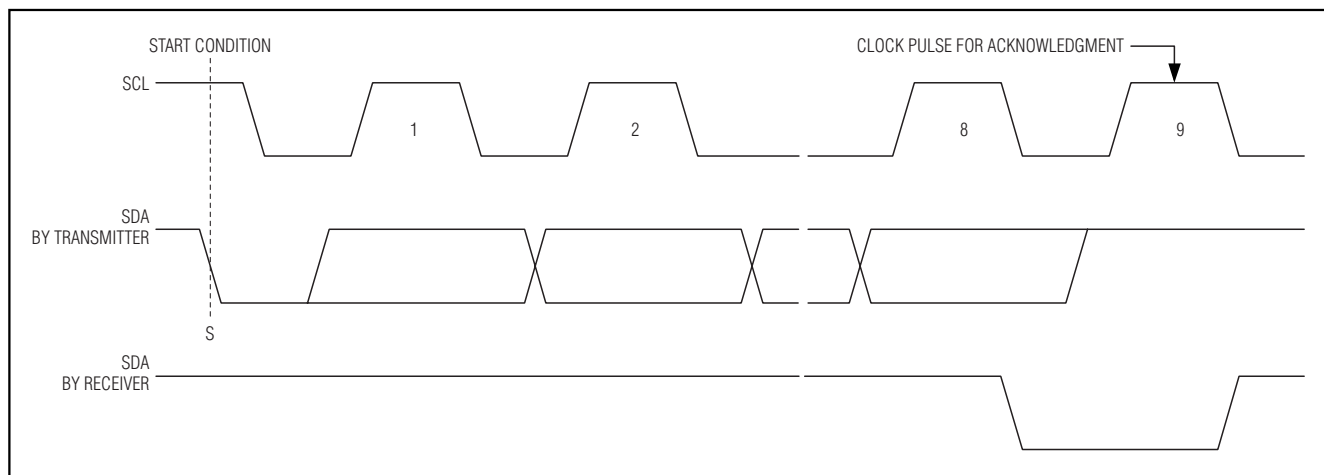 START CONDITION
CLOCK PULSE FOR ACKNOWLEDGMENT
SCL
1
2
8
9
SDA
BY TRANSMITTER
S
SDA
BY RECEIVER